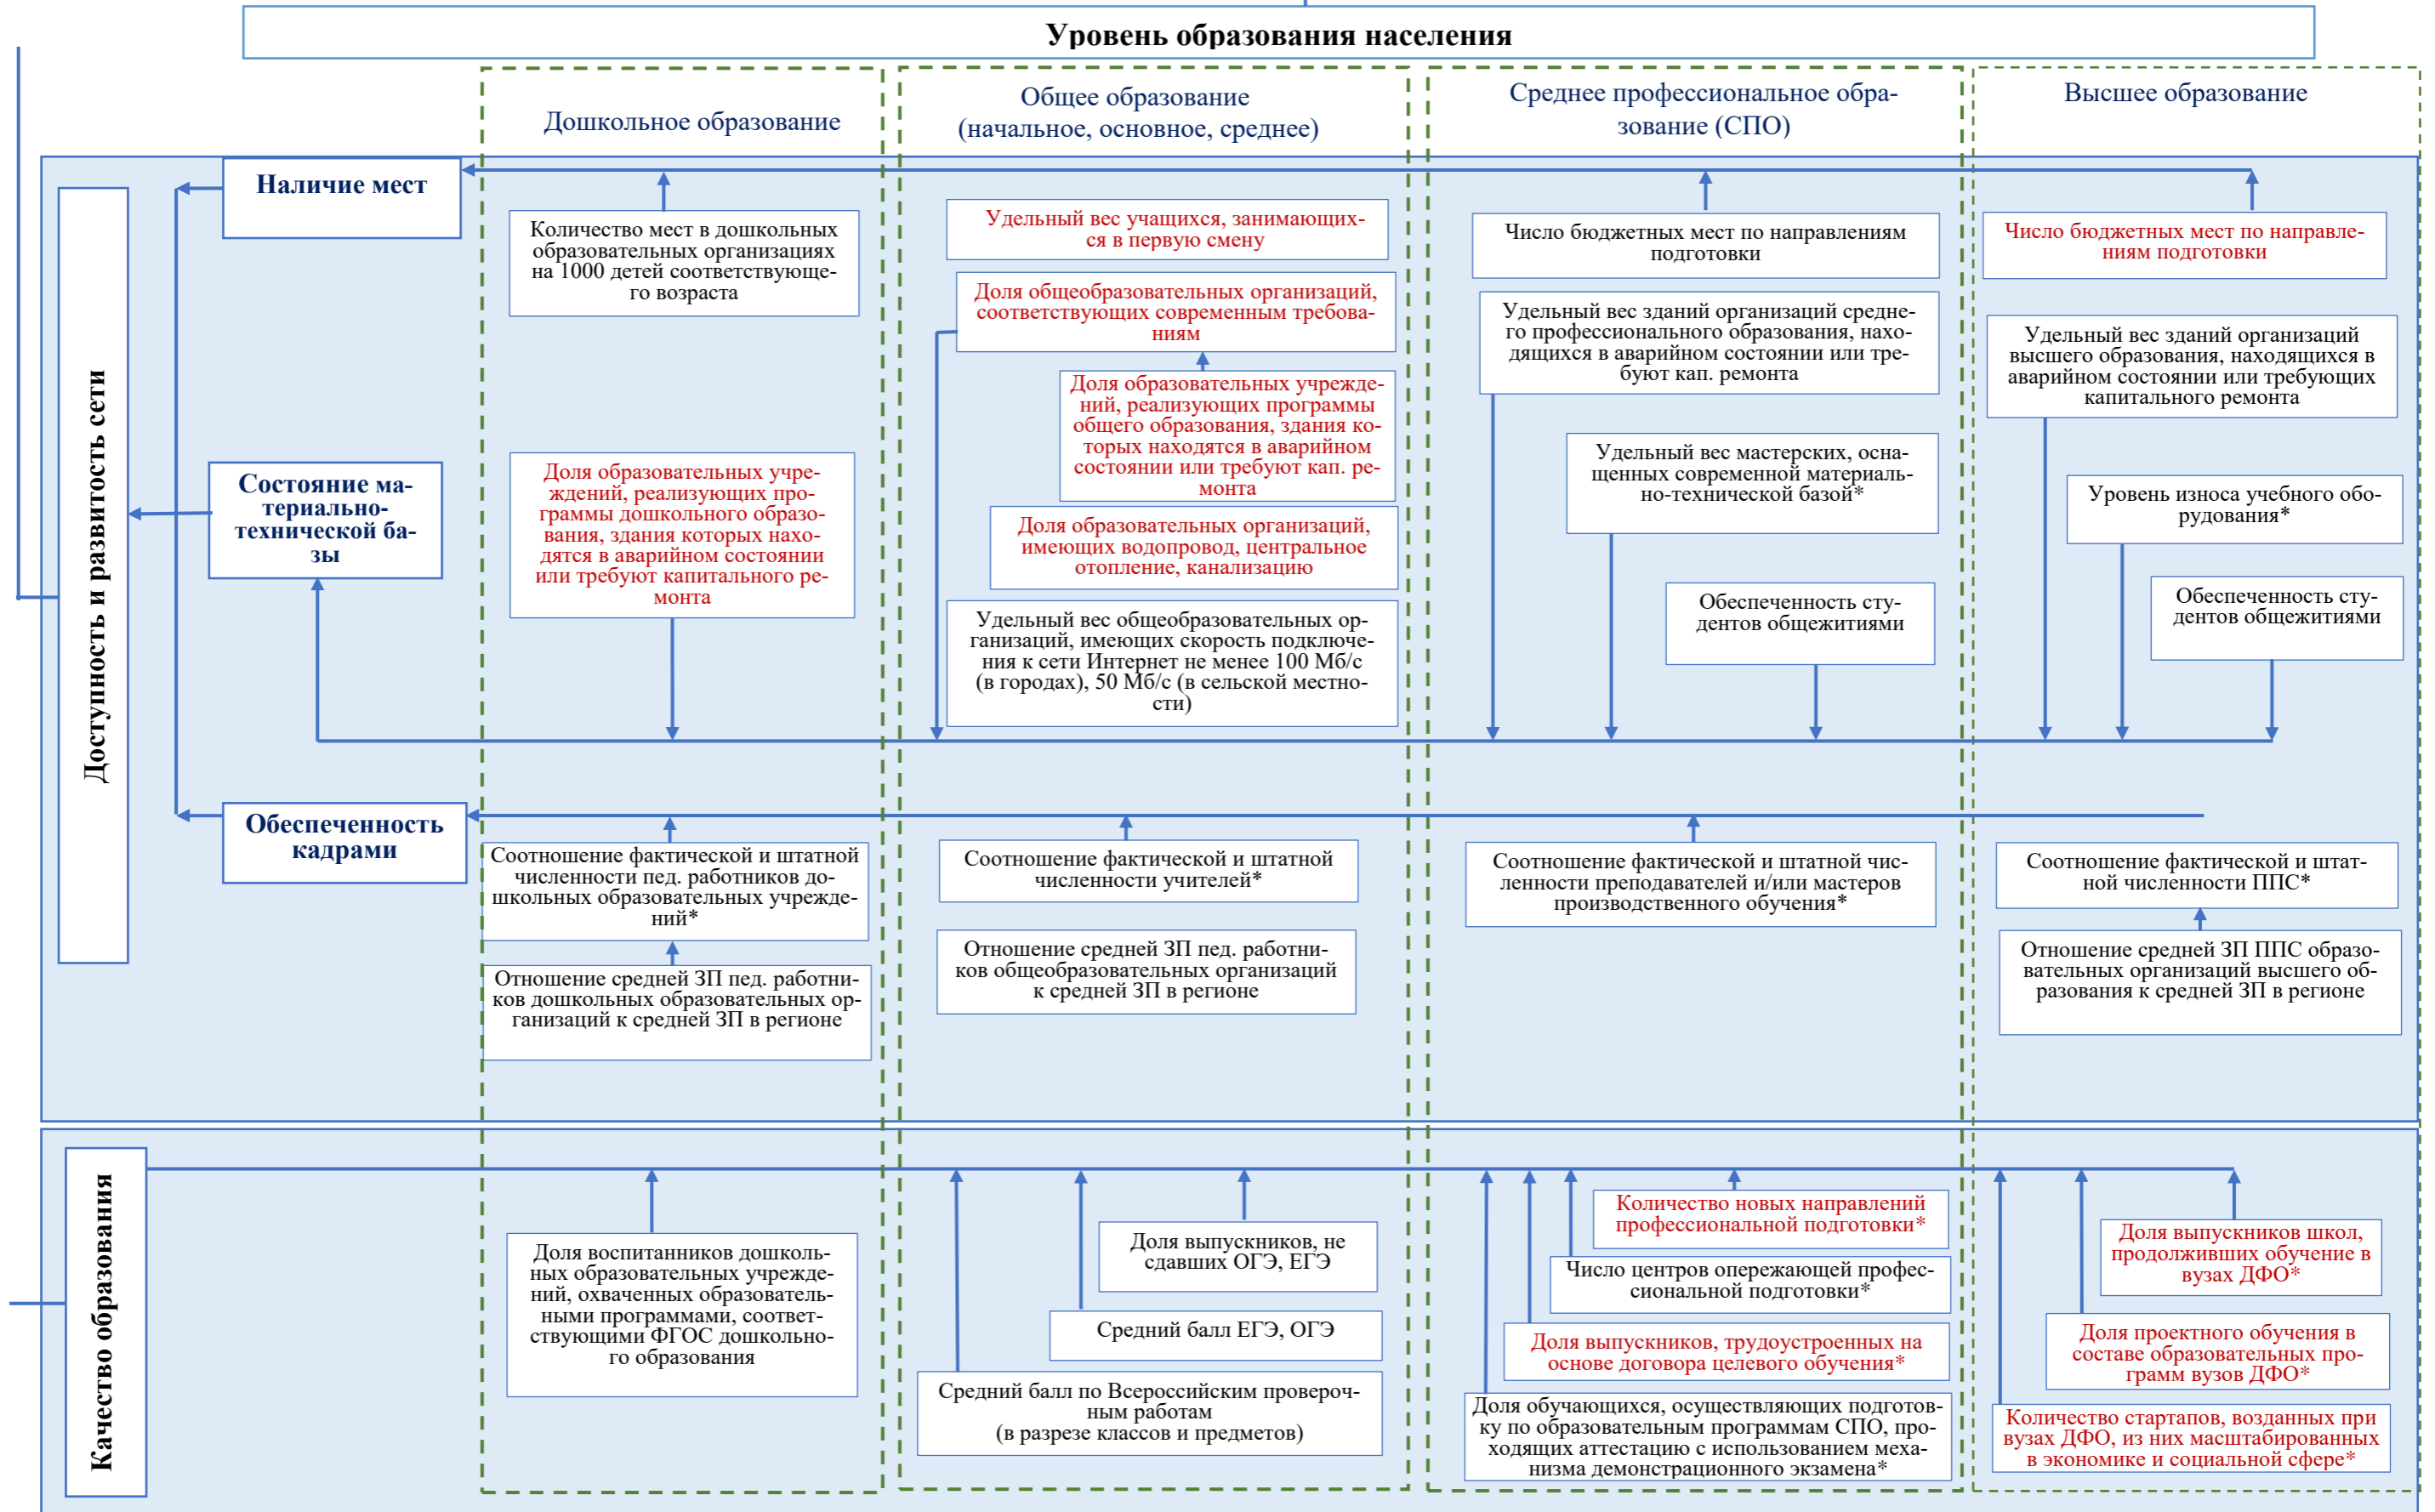 Уровень образования населения
Дошкольное образование
Общее образование
(начальное, основное, среднее)
Среднее профессиональное обра-
зование (СПО)
Высшее образование
Доступность и развитость сети
Наличие мест
Количество мест в дошкольных
образовательных организациях
на 1000 детей соответствующе-
го возраста
Удельный вес учащихся, занимающих-
ся в первую смену
Число бюджетных мест по направлениям
подготовки
Число бюджетных мест по направле-
ниям подготовки
Состояние ма-
териально-
технической ба-
зы
Доля образовательных учре-
ждений, реализующих про-
граммы дошкольного образо-
вания, здания которых нахо-
дятся в аварийном состоянии
или требуют капитального ре-
монта
Доля общеобразовательных организаций,
соответствующих современным требова-
ниям
Доля образовательных учрежде-
ний, реализующих программы
общего образования, здания ко-
торых находятся в аварийном
состоянии или требуют кап. ре-
монта
Доля образовательных организаций,
имеющих водопровод, центральное
отопление, канализацию
Удельный вес общеобразовательных ор-
ганизаций, имеющих скорость подключе-
ния к сети Интернет не менее 100 Мб/с
(в городах), 50 Мб/с (в сельской местно-
сти)
Удельный вес зданий организаций средне-
го профессионального образования, нахо-
дящихся в аварийном состоянии или тре-
буют кап. ремонта
Удельный вес мастерских, осна-
щенных современной материаль-
но-технической базой*
Обеспеченность сту-
дентов общежитиями
Удельный вес зданий организаций
высшего образования, находящихся в
аварийном состоянии или требующих
капитального ремонта
Уровень износа учебного обо-
рудования*
Обеспеченность сту-
дентов общежитиями
Обеспеченность
кадрами
Соотношение фактической и штатной
численности пед. работников до-
школьных образовательных учрежде-
ний*
Отношение средней ЗП пед. работни-
ков дошкольных образовательных ор-
ганизаций к средней ЗП в регионе
Соотношение фактической и штатной
численности учителей*
Отношение средней ЗП пед. работни-
ков общеобразовательных организаций
к средней ЗП в регионе
Соотношение фактической и штатной чис-
ленности преподавателей и/или мастеров
производственного обучения*
Соотношение фактической и штат-
ной численности ППС*
Отношение средней ЗП ППС образо-
вательных организаций высшего об-
разования к средней ЗП в регионе
Качество образования
Доля воспитанников дошколь-
ных образовательных учрежде-
ний, охваченных образователь-
ными программами, соответ-
ствующими ФГОС дошкольно-
го образования
Доля выпускников, не
сдавших ОГЭ, ЕГЭ
Средний балл ЕГЭ, ОГЭ
Средний балл по Всероссийским провероч-
ным работам
(в разрезе классов и предметов)
Количество новых направлений
профессиональной подготовки*
Число центров опережающей профес-
сиональной подготовки*
Доля выпускников, трудоустроенных на
основе договора целевого обучения*
Доля обучающихся, осуществляющих подготов-
ку по образовательным программам СПО, про-
ходящих аттестацию с использованием меха-
низма демонстрационного экзамена*
Доля выпускников школ,
продолживших обучение в
вузах ДФО*
Доля проектного обучения в
составе образовательных про-
грамм вузов ДФО*
Количество стартапов, возданных при
вузах ДФО, из них масштабированных
в экономике и социальной сфере*